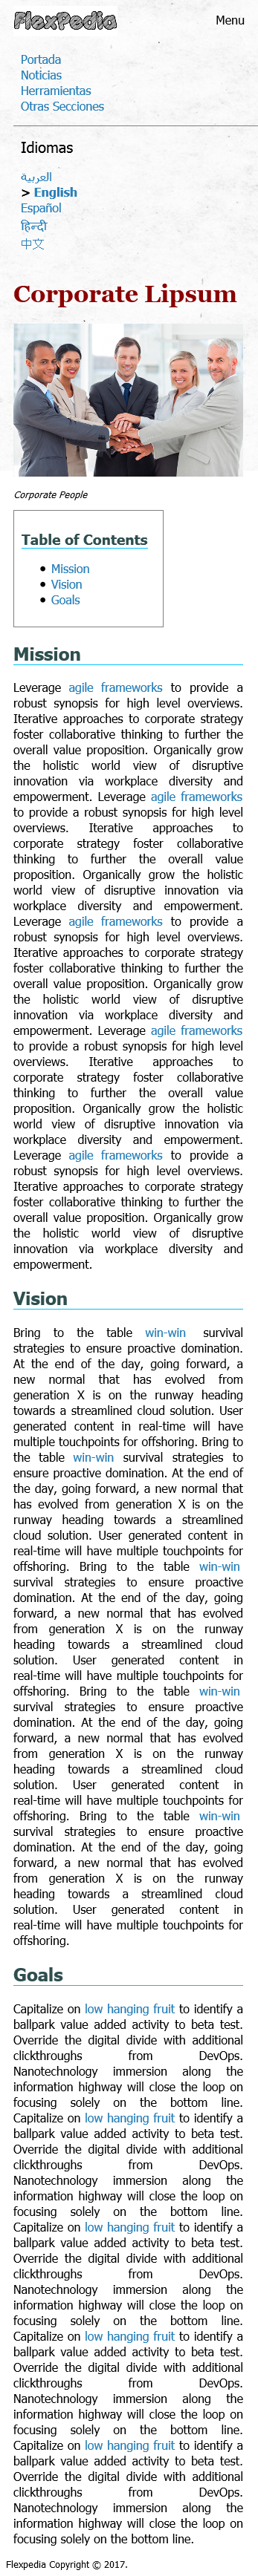 FlexPedia
Menu
Portada
Noticias
Herramientas
Otras Secciones
Idiomas
العربية
> English
Español
हिन्दी
中文
Corporate Lipsum
Corporate People
Table of Contents
• Mission
• Vision
• Goals
Mission
Leverage agile frameworks to provide a
robust synopsis for high level overviews.
Iterative approaches to corporate strategy
foster collaborative thinking to further the
overall value proposition. Organically grow
the holistic world view of disruptive
innovation via workplace diversity and
empowerment. Leverage agile frameworks
to provide a robust synopsis for high level
overviews. Iterative approaches to
corporate strategy foster collaborative
thinking to further the overall value
proposition. Organically grow the holistic
world view of disruptive innovation via
workplace diversity and empowerment.
Leverage agile frameworks to provide a
robust synopsis for high level overviews.
Iterative approaches to corporate strategy
foster collaborative thinking to further the
overall value proposition. Organically grow
the holistic world view of disruptive
innovation via workplace diversity and
empowerment. Leverage agile frameworks
to provide a robust synopsis for high level
overviews. Iterative approaches to
corporate strategy foster collaborative
thinking to further the overall value
proposition. Organically grow the holistic
world view of disruptive innovation via
workplace diversity and empowerment.
Leverage agile frameworks to provide a
robust synopsis for high level overviews.
Iterative approaches to corporate strategy
foster collaborative thinking to further the
overall value proposition. Organically grow
the holistic world view of disruptive
innovation via workplace diversity and
empowerment.
Vision
Bring to the table win-win survival
strategies to ensure proactive domination.
At the end of the day, going forward, a
new normal that has evolved from
generation X is on the runway heading
towards a streamlined cloud solution. User
generated content in real-time will have
multiple touchpoints for offshoring. Bring to
the table win-win survival strategies to
ensure proactive domination. At the end of
the day, going forward, a new normal that
has evolved from generation X is on the
runway heading towards a streamlined
cloud solution. User generated content in
real-time will have multiple touchpoints for
offshoring. Bring to the table win-win
survival strategies to ensure proactive
domination. At the end of the day, going
forward, a new normal that has evolved
from generation X is on the runway
heading towards a streamlined cloud
solution. User generated content in
real-time will have multiple touchpoints for
offshoring. Bring to the table win-win
survival strategies to ensure proactive
domination. At the end of the day, going
forward, a new normal that has evolved
from generation X is on the runway
heading towards a streamlined cloud
solution. User generated content in
real-time will have multiple touchpoints for
offshoring. Bring to the table win-win
survival strategies to ensure proactive
domination. At the end of the day, going
forward, a new normal that has evolved
from generation X is on the runway
heading towards a streamlined cloud
solution. User generated content in
real-time will have multiple touchpoints for
offshoring.
Goals
Capitalize on low hanging fruit to identify a
ballpark value added activity to beta test.
Override the digital divide with additional
clickthroughs from DevOps.
Nanotechnology immersion along the
information highway will close the loop on
focusing solely on the bottom line.
Capitalize on low hanging fruit to identify a
ballpark value added activity to beta test.
Override the digital divide with additional
clickthroughs from DevOps.
Nanotechnology immersion along the
information highway will close the loop on
focusing solely on the bottom line.
Capitalize on low hanging fruit to identify a
ballpark value added activity to beta test.
Override the digital divide with additional
clickthroughs from DevOps.
Nanotechnology immersion along the
information highway will close the loop on
focusing solely on the bottom line.
Capitalize on low hanging fruit to identify a
ballpark value added activity to beta test.
Override the digital divide with additional
clickthroughs from DevOps.
Nanotechnology immersion along the
information highway will close the loop on
focusing solely on the bottom line.
Capitalize on low hanging fruit to identify a
ballpark value added activity to beta test.
Override the digital divide with additional
clickthroughs from DevOps.
Nanotechnology immersion along the
information highway will close the loop on
focusing solely on the bottom line.
Flexpedia Copyright © 2017.